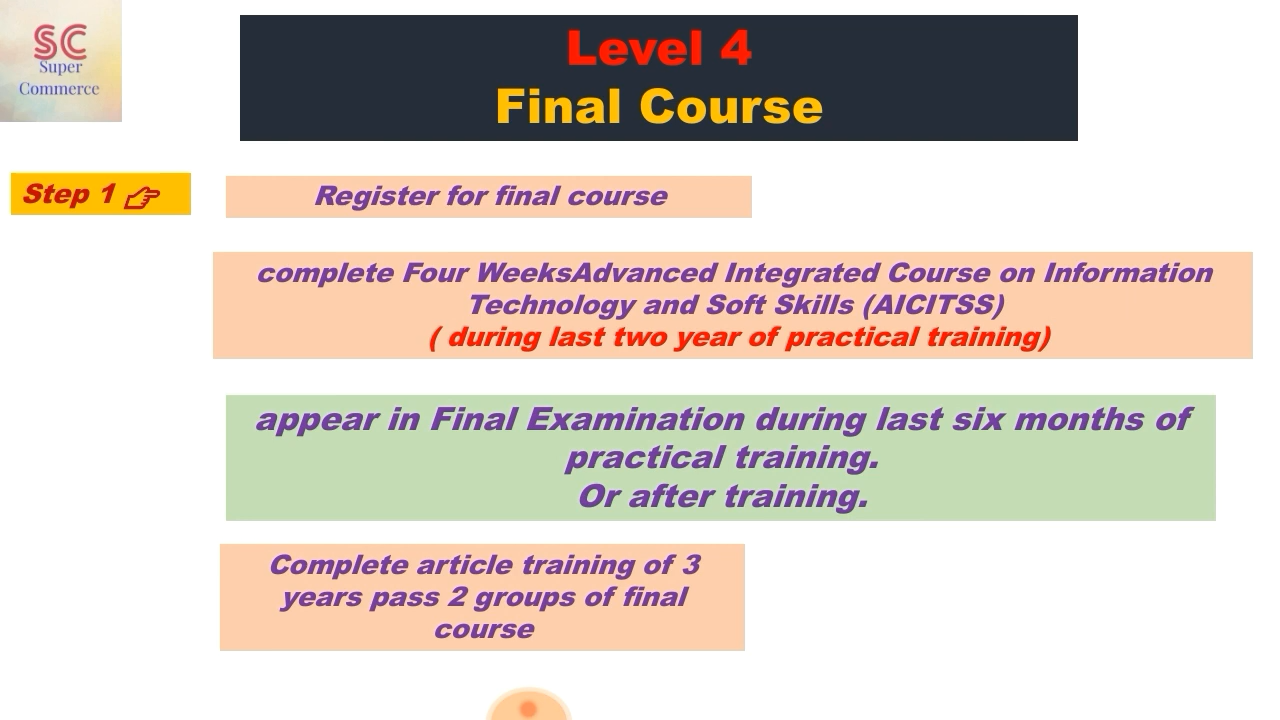 SC
Super
Commerce
Level 4
Final Course
Step 1
Register for final course
complete Four WeeksAdvanced Integrated Course on Information
Technology and Soft Skills (AICITSS)
( during last two year of practical training)
appear in Final Examination during last six months of
practical training.
Or after training.
Complete article training of 3
years pass 2 groups of final
course